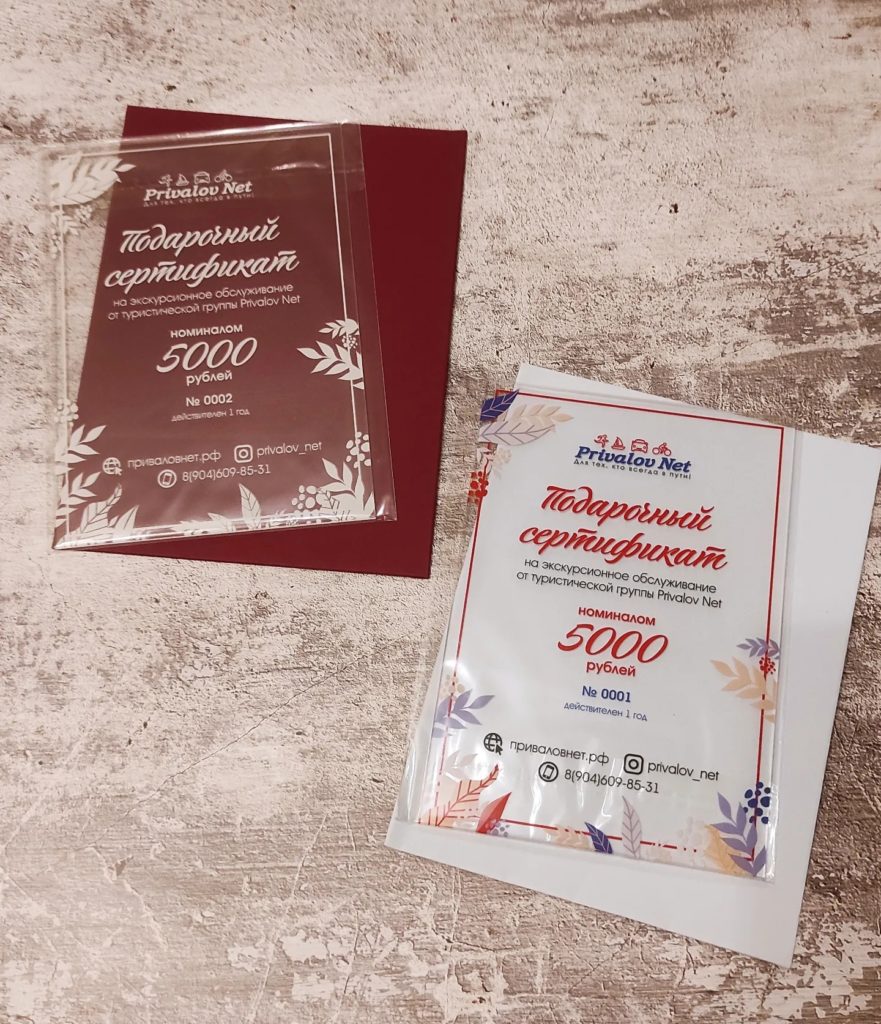 Privalov Net
Для тех, кто всегда в пути!
Подарочный
сертификат
на экскурсионное обслуживание
от туристической группы Privalov Net
номиналом
5000
рублей
№ 0002
действителен 1 год
приваловнет.рф privalov_net
8(904)609-85-31
Privalov Net
Для тех, кто всегда в пути!
Подарочный
сертификат
на экскурсионное обслуживание
от туристической группы Privalov Net
номиналом
5000
рублей
№ 0001
действителен 1 год
приваловнет.рф privalov_net
8(904)609-85-31